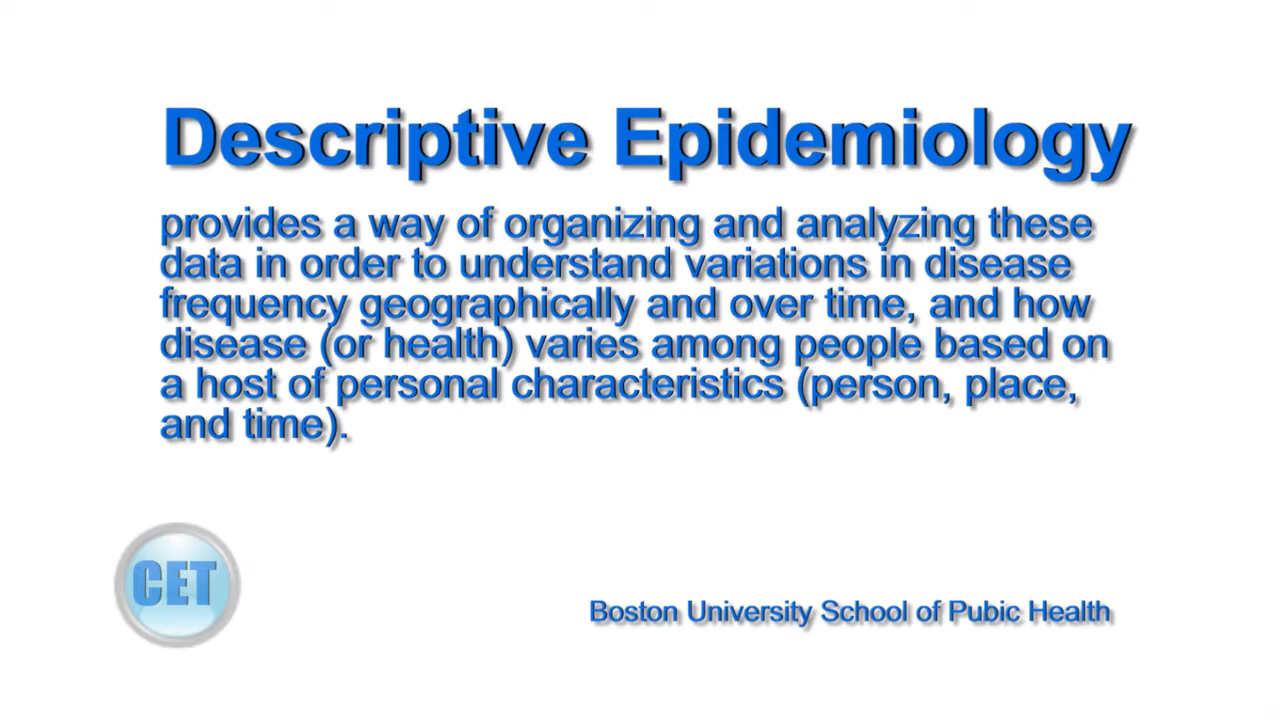 Descriptive Epidemiology
provides a way of organizing and analyzing these
data in order to understand variations in disease
frequency geographically and over time, and how
disease (or health) varies among people based on
a host of personal characteristics (person, place,
and time).
CET
Boston University School of Pubic Health